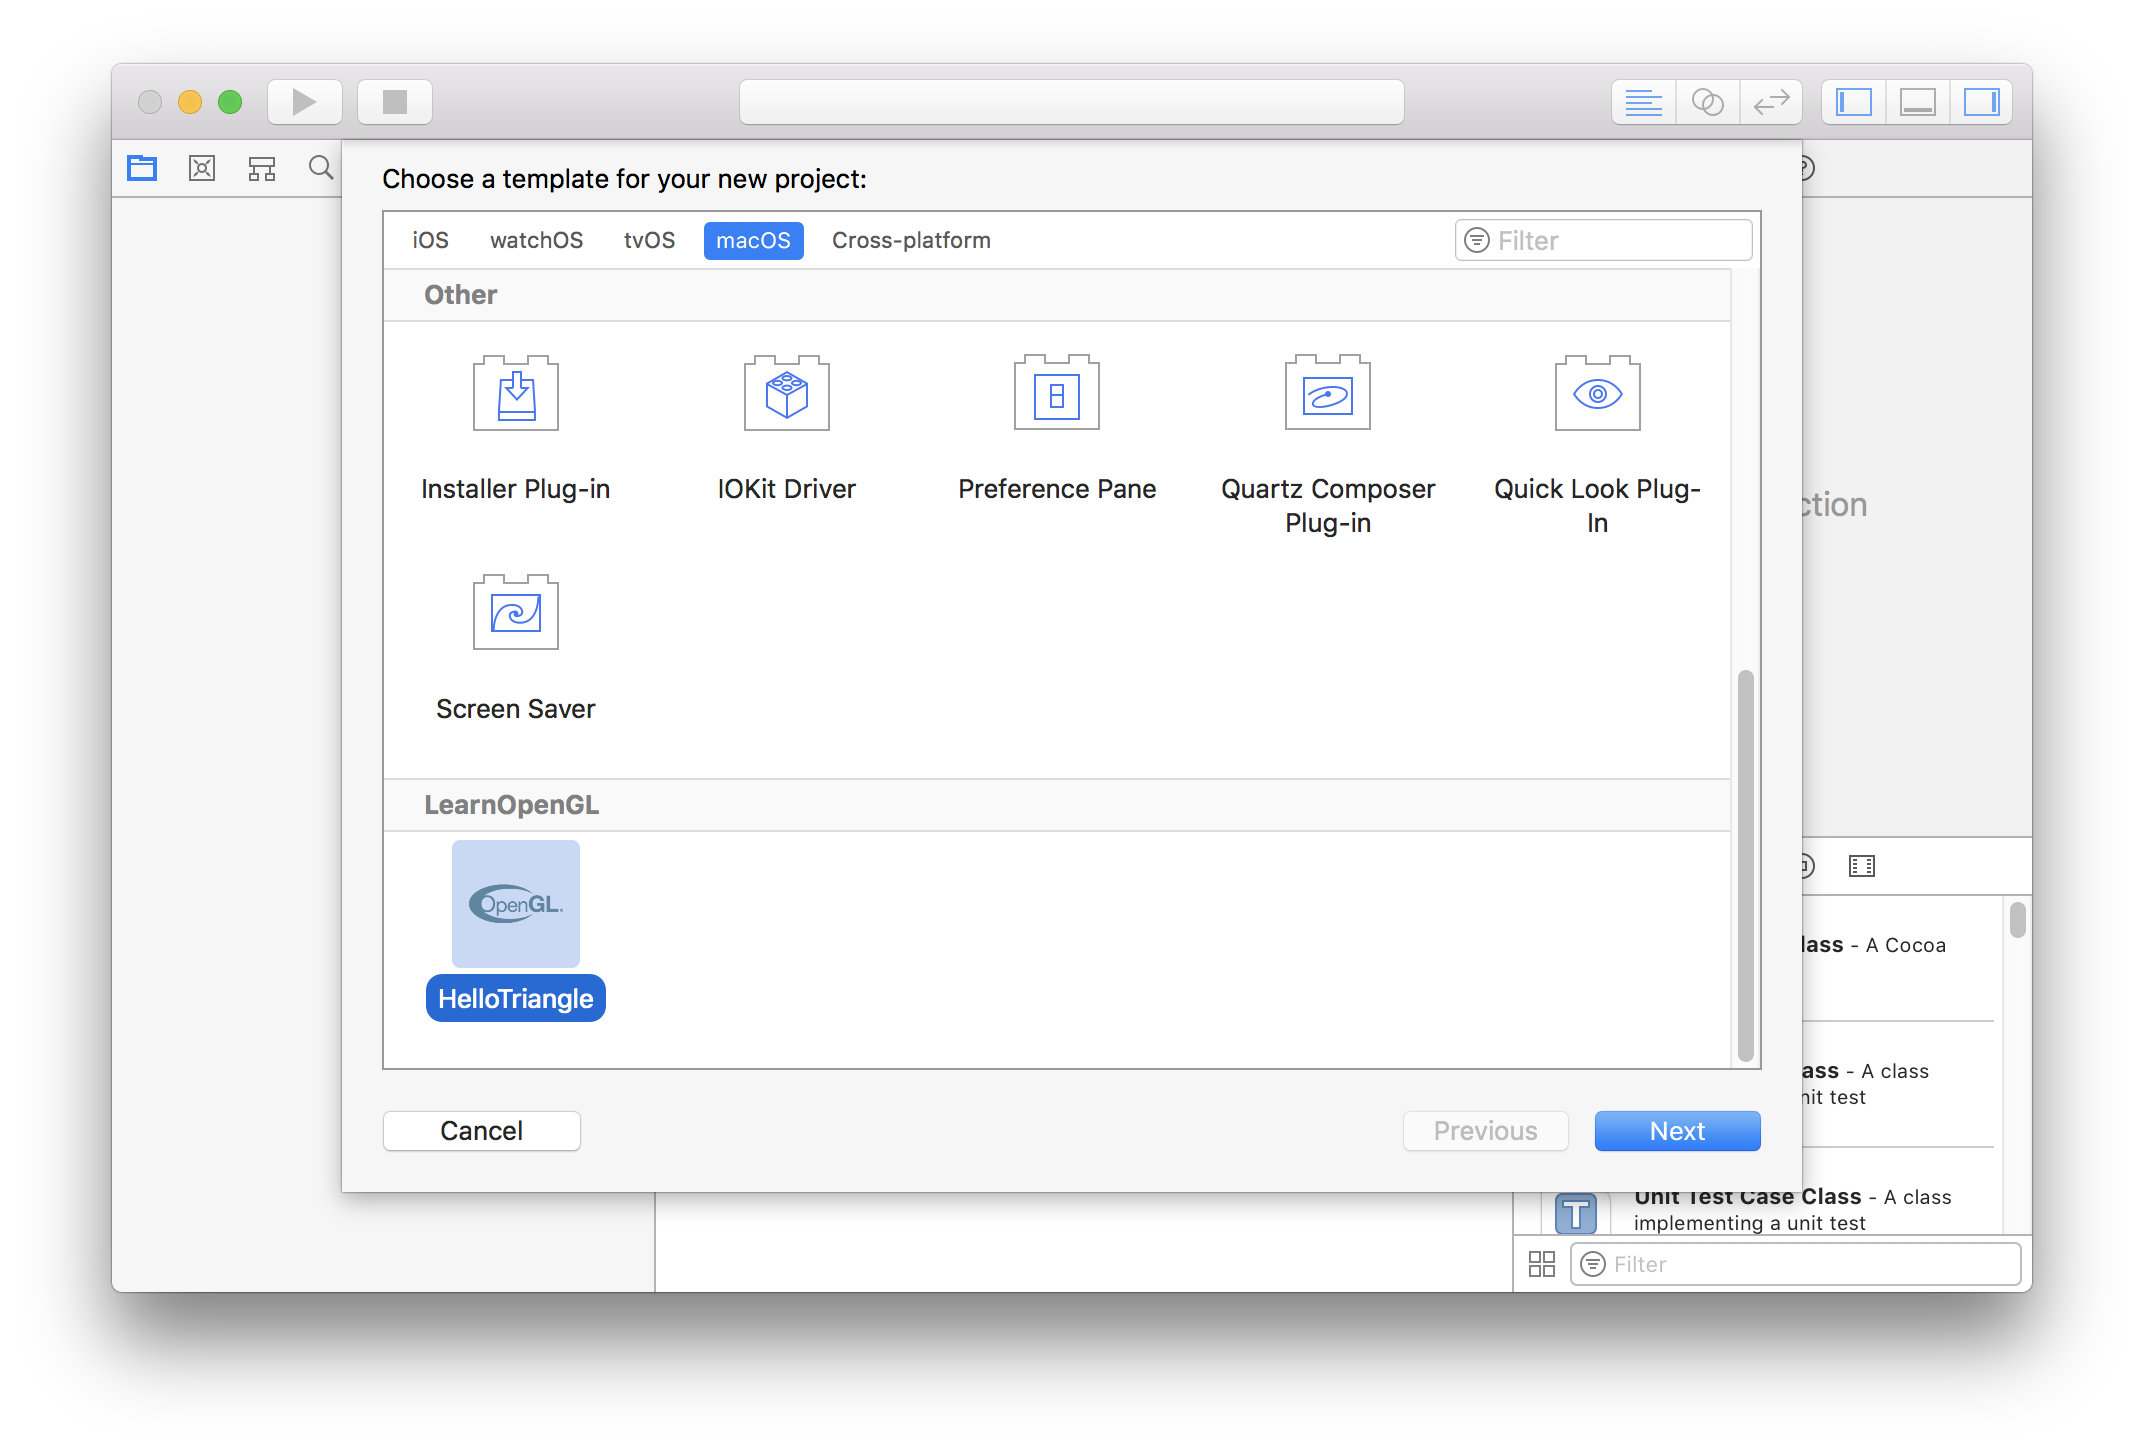 Choose a template for your new project:
iOS watchOS tvOS macOS Cross-platform Filter
Other
Installer Plug-in
IOKit Driver
Preference Pane
Quartz Composer
Plug-in
Quick Look Plug-
In
Screen Saver
LearnOpenGL
OpenGL.
HelloTriangle
Cancel Previous Next
ction
lass - A Cocoa
ass - A class
nit test
Unit Test Case Class - A class
implementing a unit test
Filter